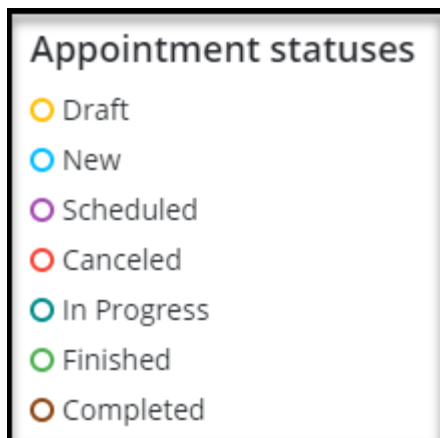 Appointment statuses
Draft
New
Scheduled
Canceled
In Progress
Finished
Completed